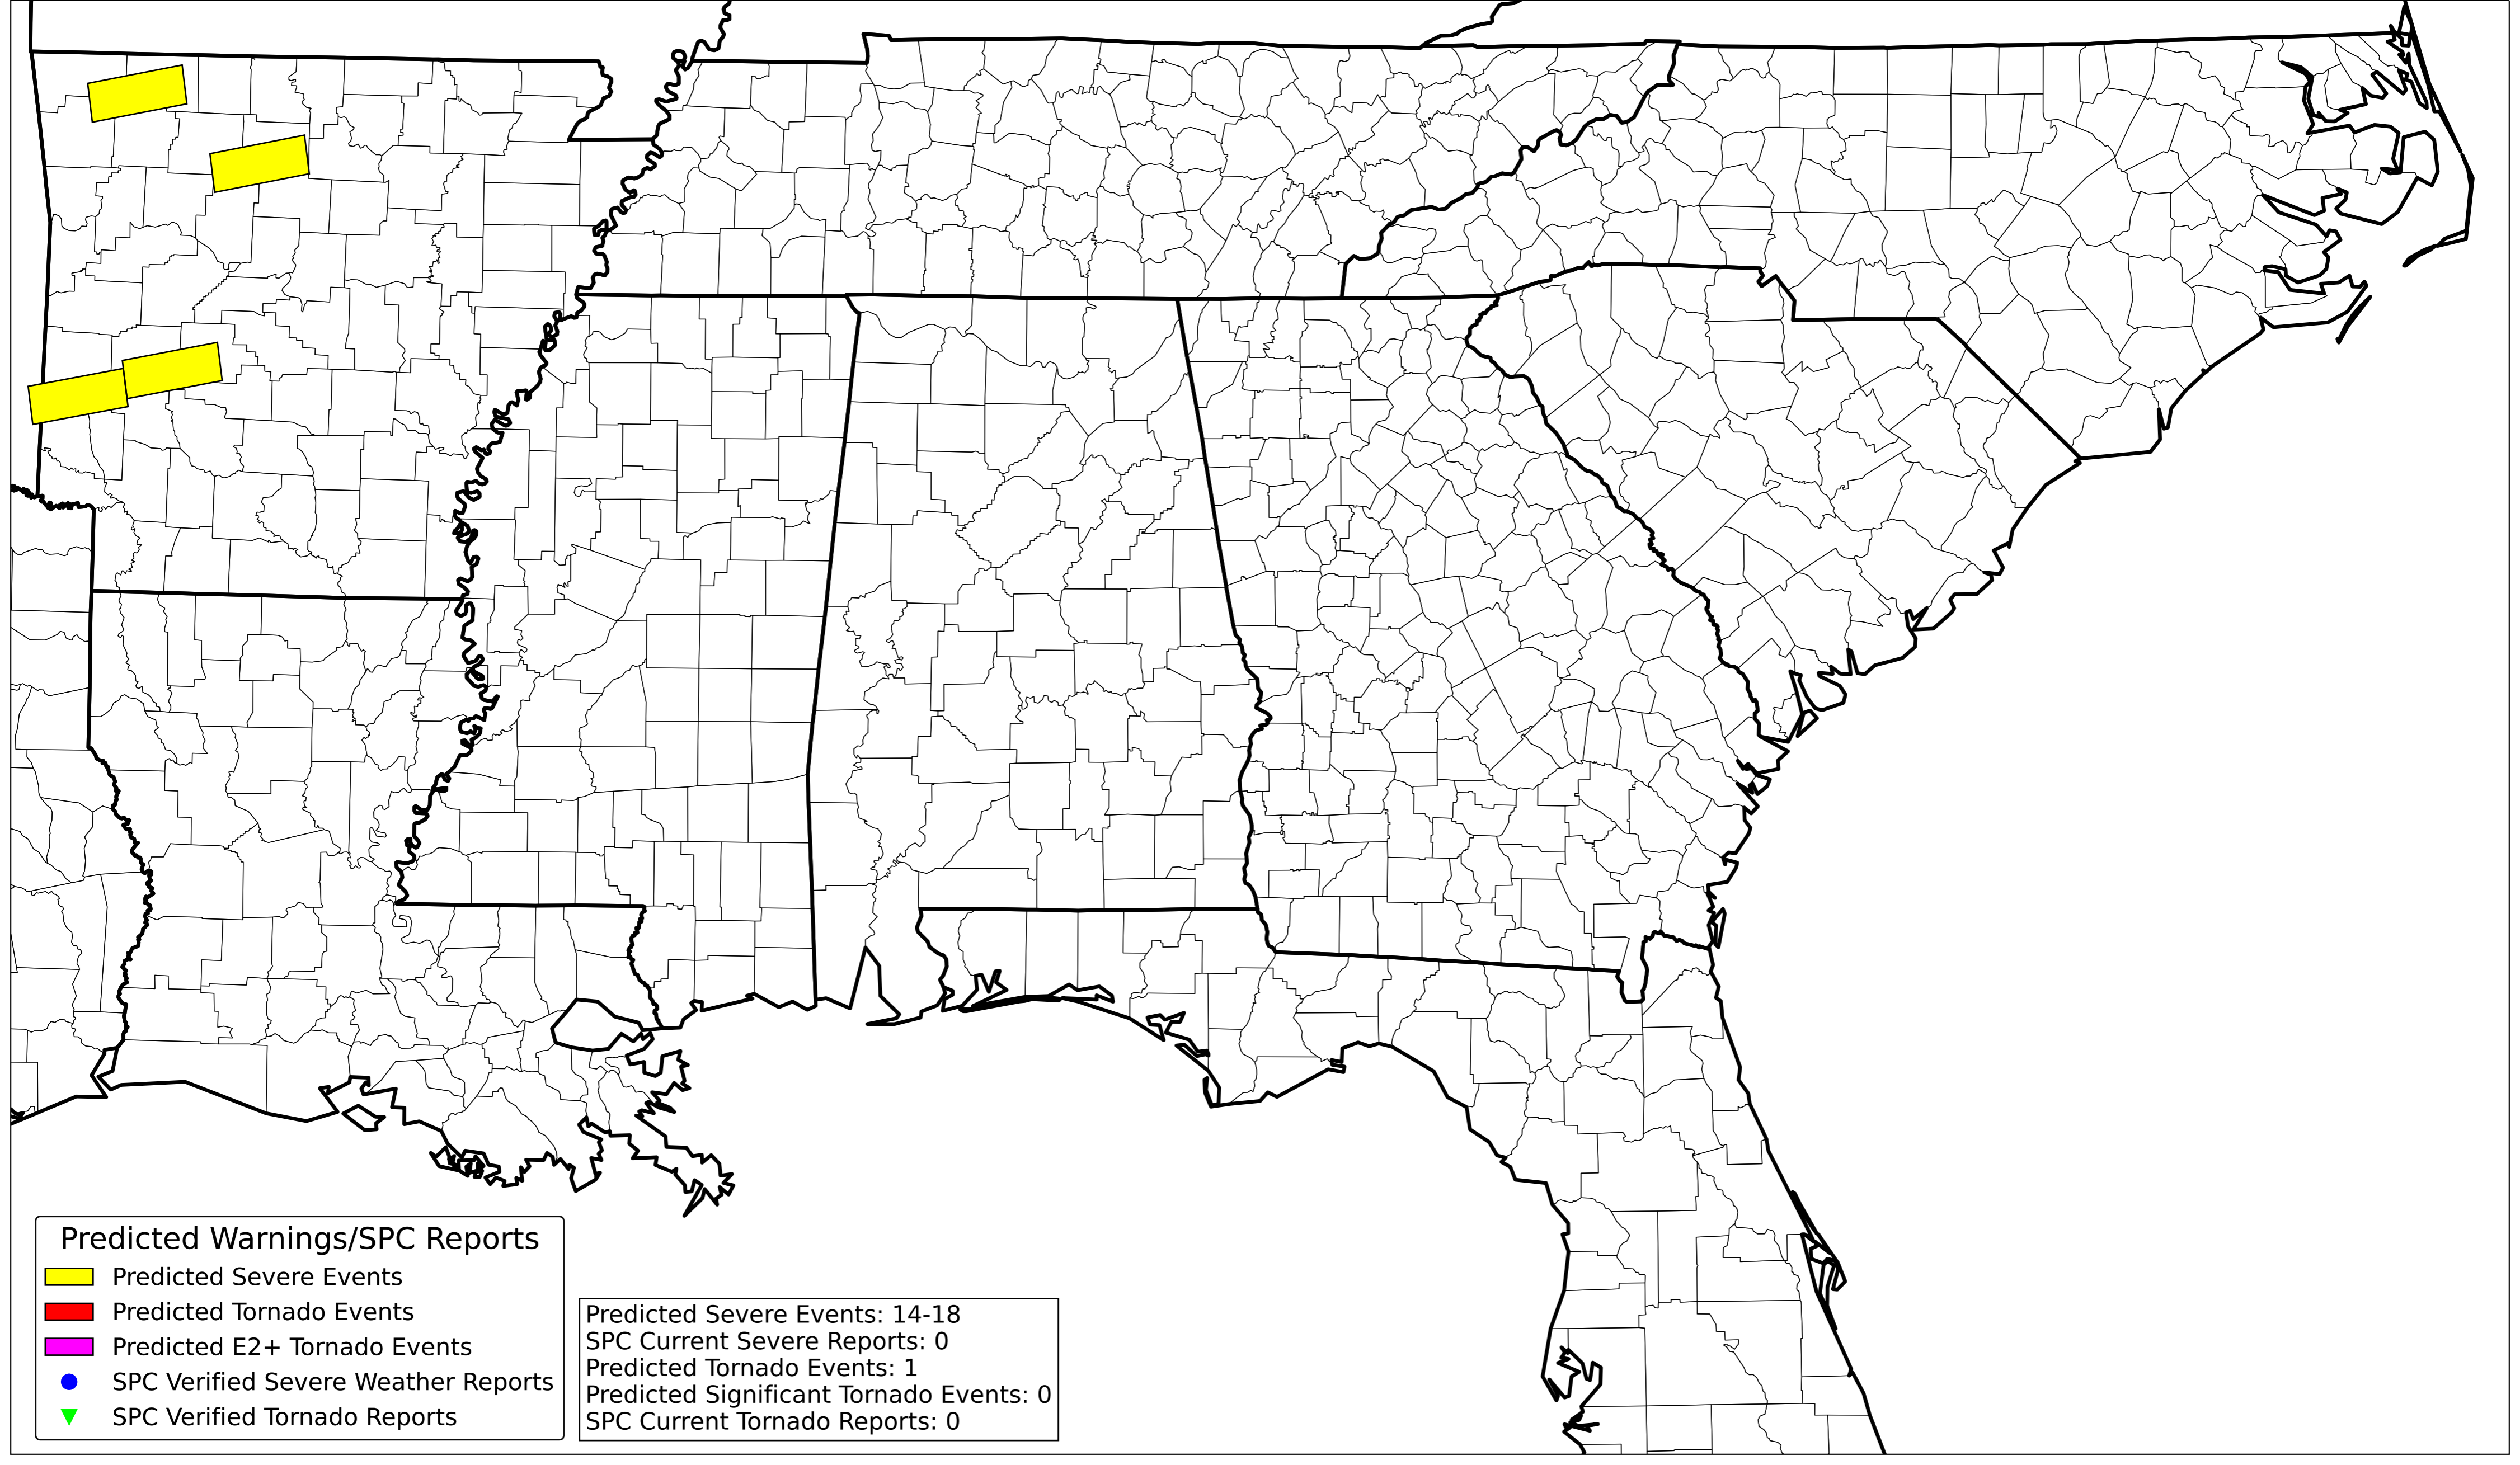 Predicted Warnings/SPC Reports
Predicted Severe Events
Predicted Tornado Events
Predicted E2+ Tornado Events
SPC Verified Severe Weather Reports
SPC Verified Tornado Reports
Predicted Severe Events: 14-18
SPC Current Severe Reports: 0
Predicted Tornado Events: 1
Predicted Significant Tornado Events: 0
SPC Current Tornado Reports: 0